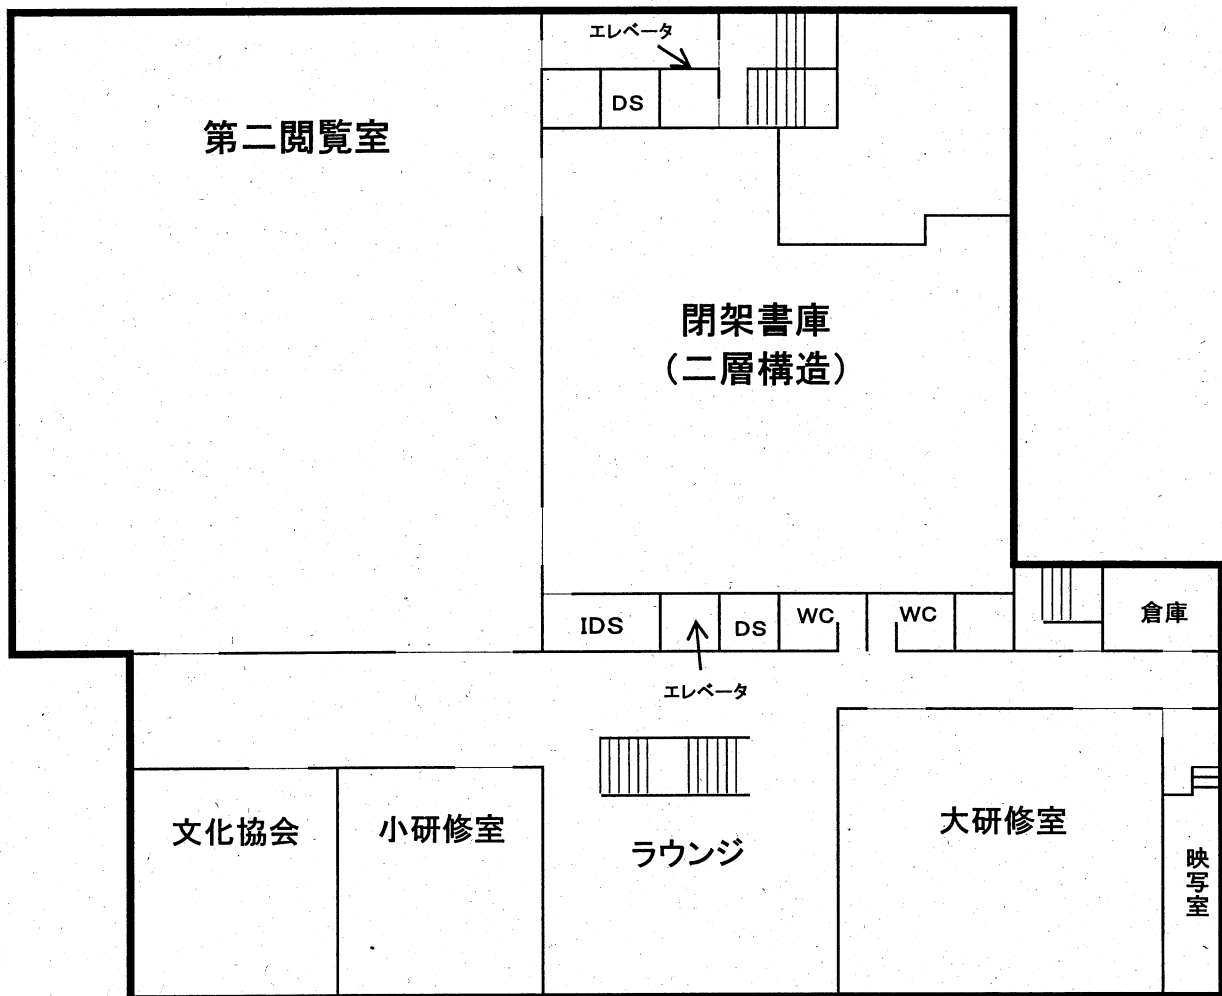 エレベータ
DS
第二閲覧室
閉架書庫
（二層構造）
IDS
DS
WC
WC
倉庫
エレベータ
文化協会
小研修室
ラウンジ
大研修室
映写室